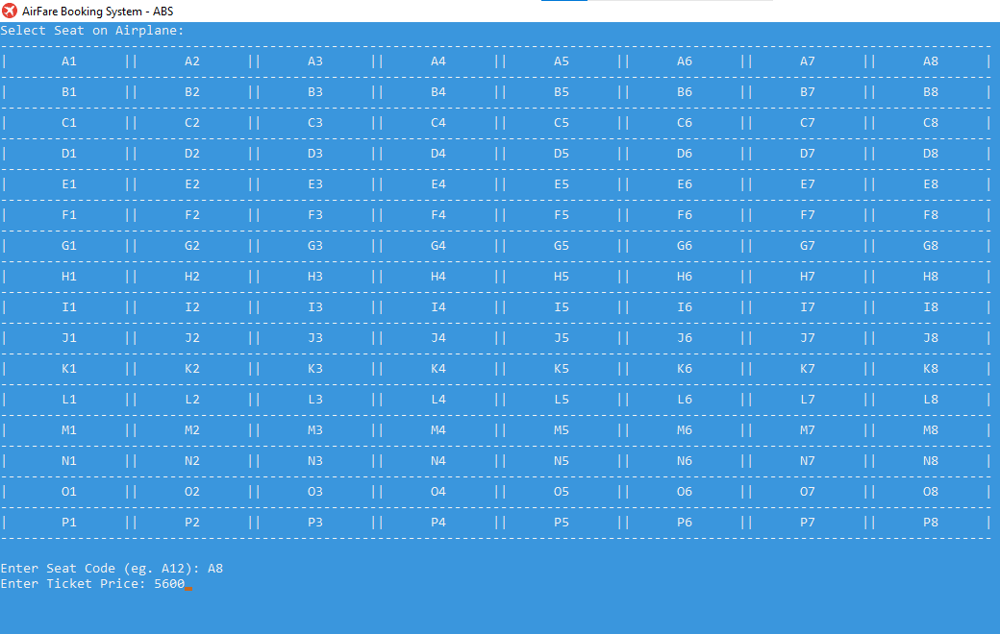 AirFare Booking System - ABS
Select Seat on Airplane:
| A1 || A2 || A3 || A4 || A5 || A6 || A7 || A8 |
| B1 || B2 || B3 || B4 || B5 || B6 || B7 || B8 |
| C1 || C2 || C3 || C4 || C5 || C6 || C7 || C8 |
| D1 || D2 || D3 || D4 || D5 || D6 || D7 || D8 |
| E1 || E2 || E3 || E4 || E5 || E6 || E7 || E8 |
| F1 || F2 || F3 || F4 || F5 || F6 || F7 || F8 |
| G1 || G2 || G3 || G4 || G5 || G6 || G7 || G8 |
| H1 || H2 || H3 || H4 || H5 || H6 || H7 || H8 |
| I1 || I2 || I3 || I4 || I5 || I6 || I7 || I8 |
| J1 || J2 || J3 || J4 || J5 || J6 || J7 || J8 |
| K1 || K2 || K3 || K4 || K5 || K6 || K7 || K8 |
| L1 || L2 || L3 || L4 || L5 || L6 || L7 || L8 |
| M1 || M2 || M3 || M4 || M5 || M6 || M7 || M8 |
| N1 || N2 || N3 || N4 || N5 || N6 || N7 || N8 |
| O1 || O2 || O3 || O4 || O5 || O6 || O7 || O8 |
| P1 || P2 || P3 || P4 || P5 || P6 || P7 || P8 |
Enter Seat Code (eg. A12): A8
Enter Ticket Price: 5600